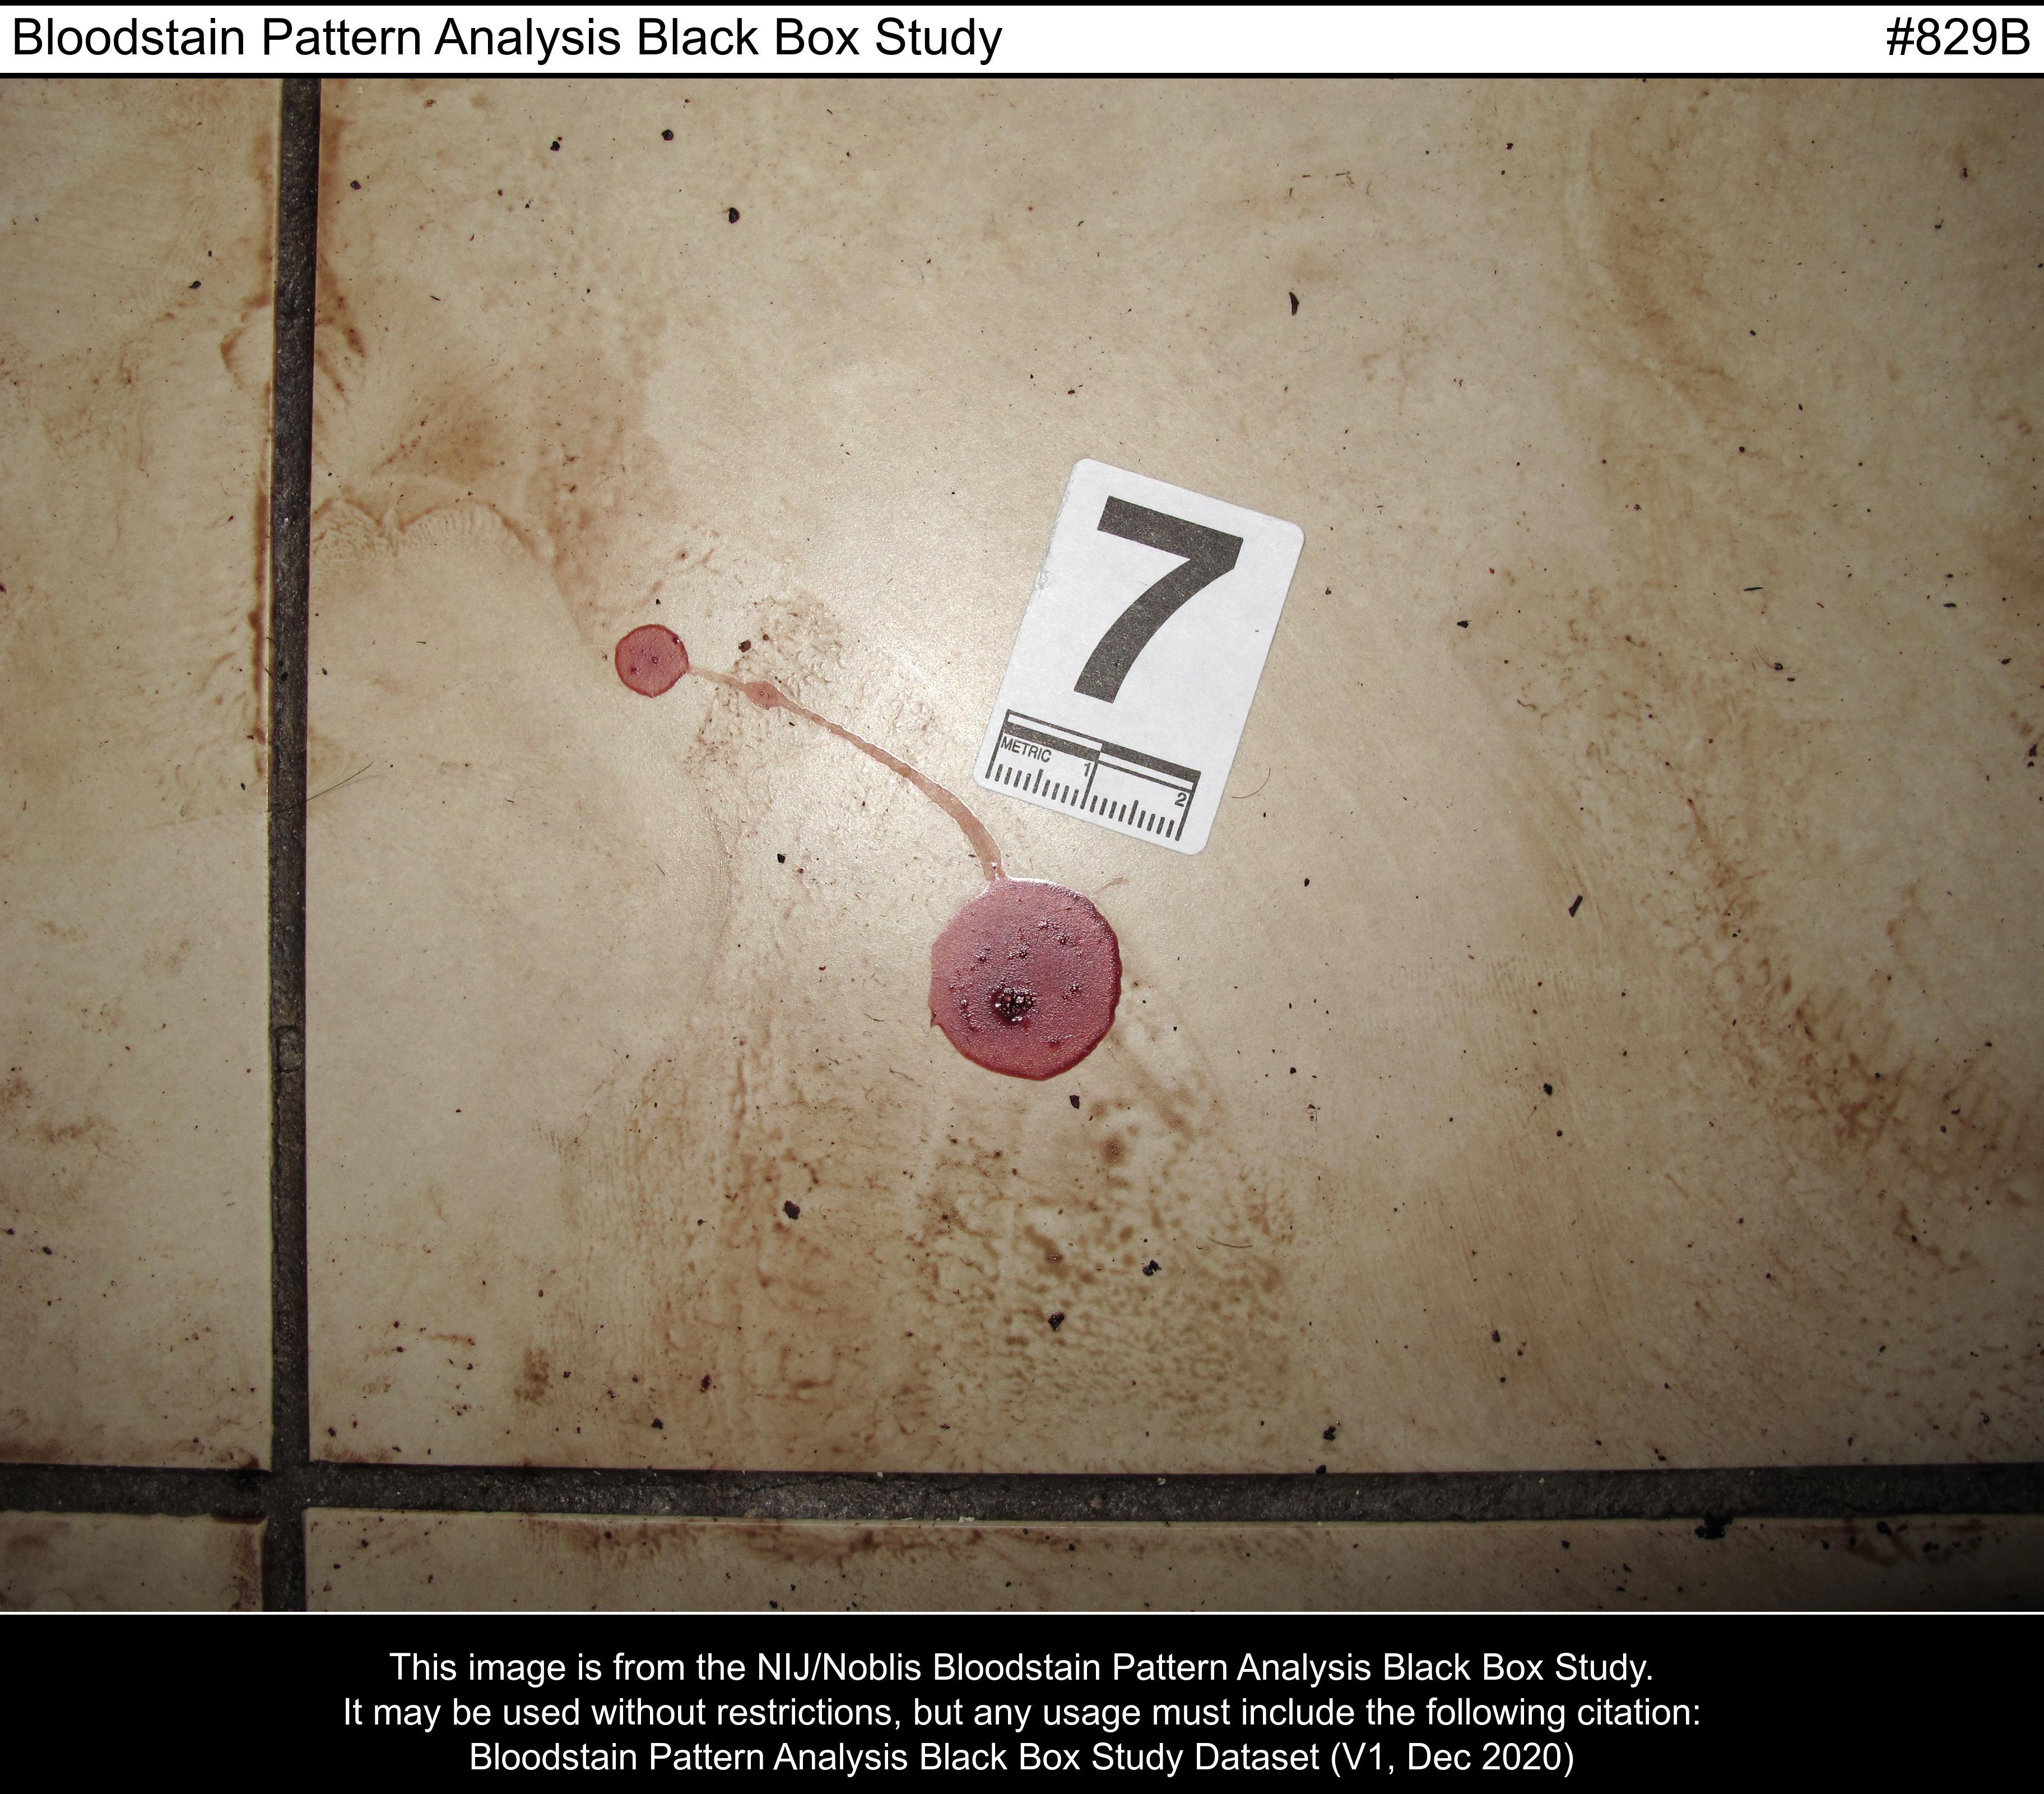 Bloodstain Pattern Analysis Black Box Study #829B
7
METRIC 1 2
This image is from the NIJ/Noblis Bloodstain Pattern Analysis Black Box Study.
It may be used without restrictions, but any usage must include the following citation:
Bloodstain Pattern Analysis Black Box Study Dataset (V1, Dec 2020)